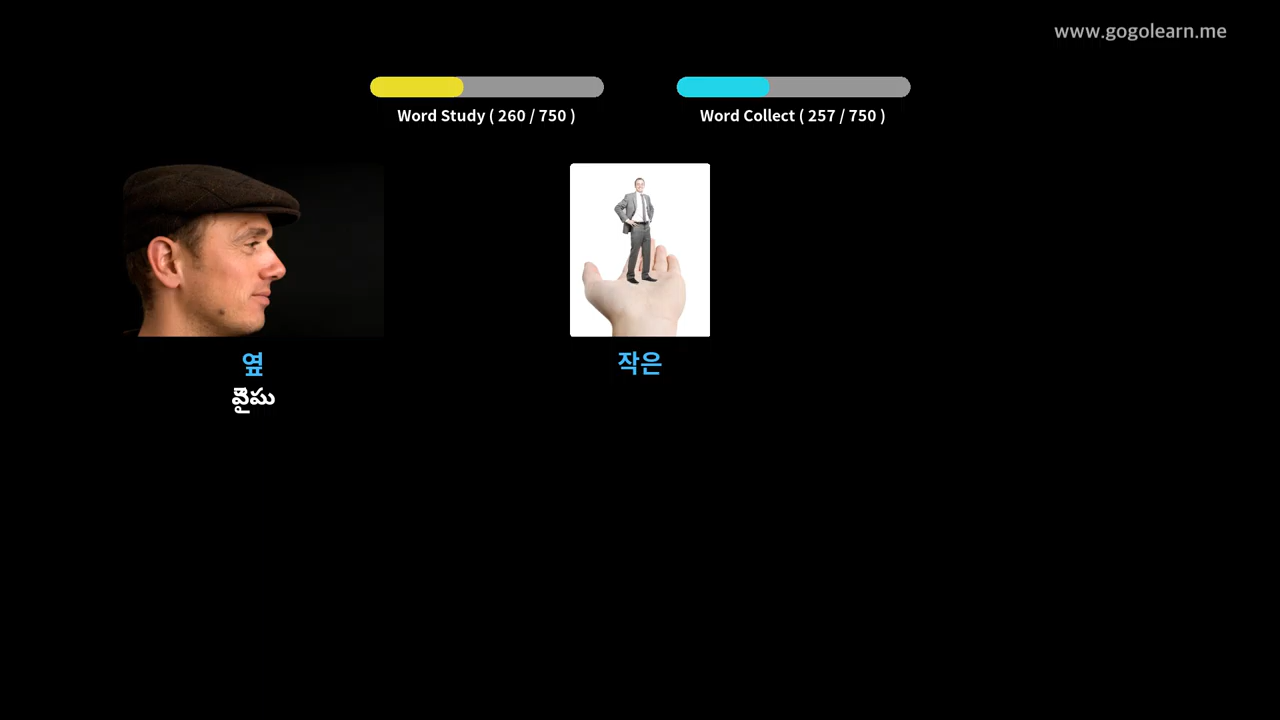 www.gogolearn.me
Word Study ( 260 / 750 )
Word Collect ( 257 / 750 )
옆
వైపు
작은